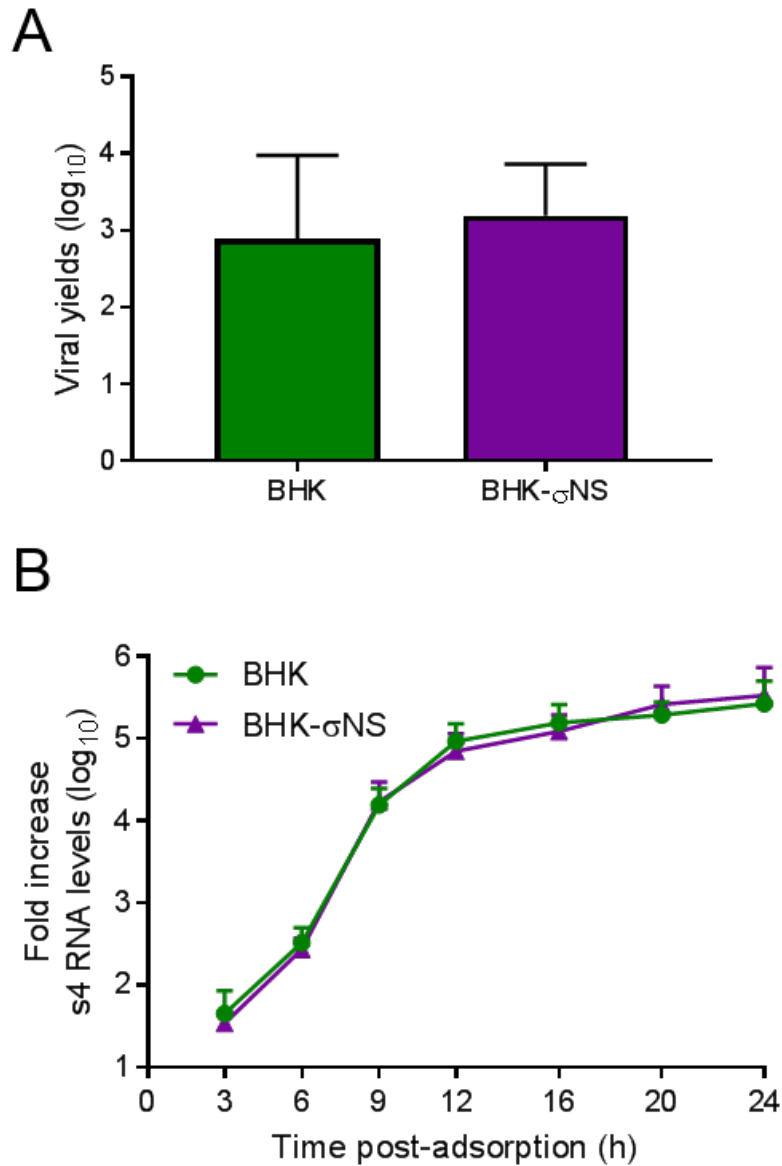 A
5
4
3
2
1
0
Viral yields (log₁₀)
BHK
BHK-σNS
B
6
5
4
3
2
1
Fold increase
s4 RNA levels (log₁₀)
BHK
BHK-σNS
0 3 6 9 12 16 20 24
Time post-adsorption (h)